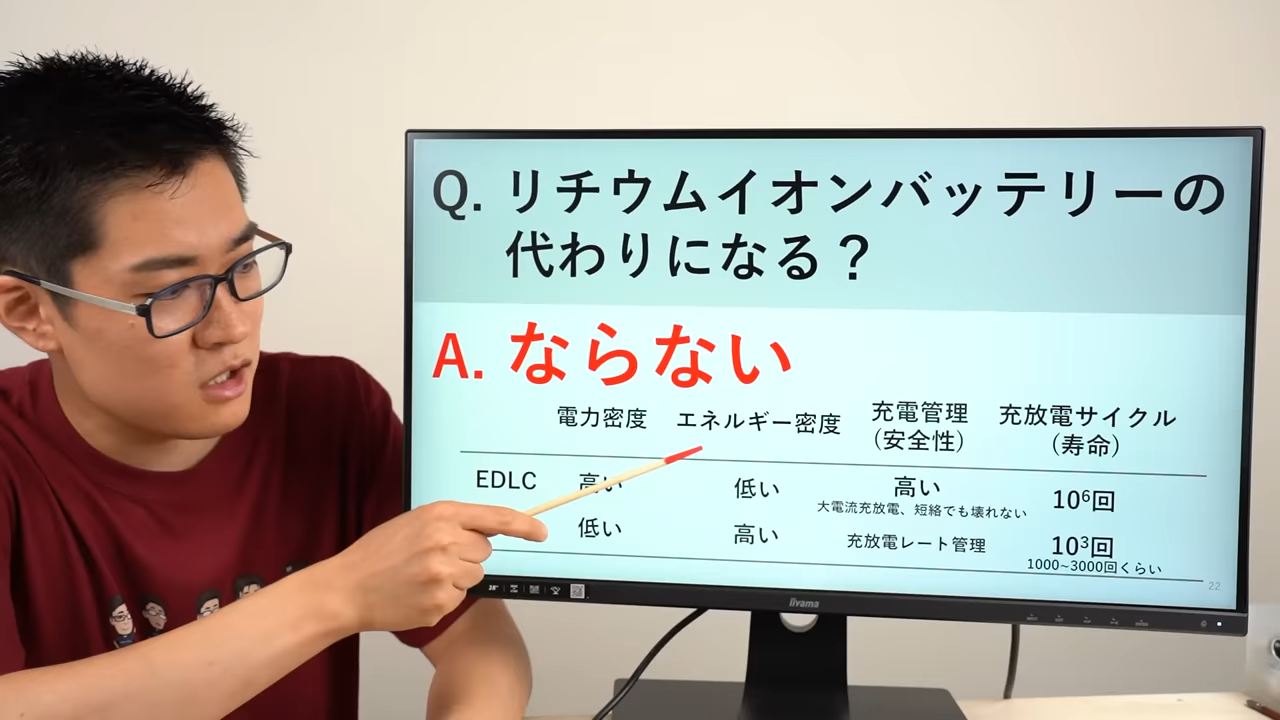 Q. リチウムイオンバッテリーの
代わりになる？
A. ならない
電力密度 エネルギー密度 充電管理 (安全性) 充放電サイクル (寿命)
EDLC 高い 低い 高い 10⁶回
大電流充放電、短絡でも壊れない
低い 高い 充放電レート管理 10³回
1000~3000回くらい
22
iiyama